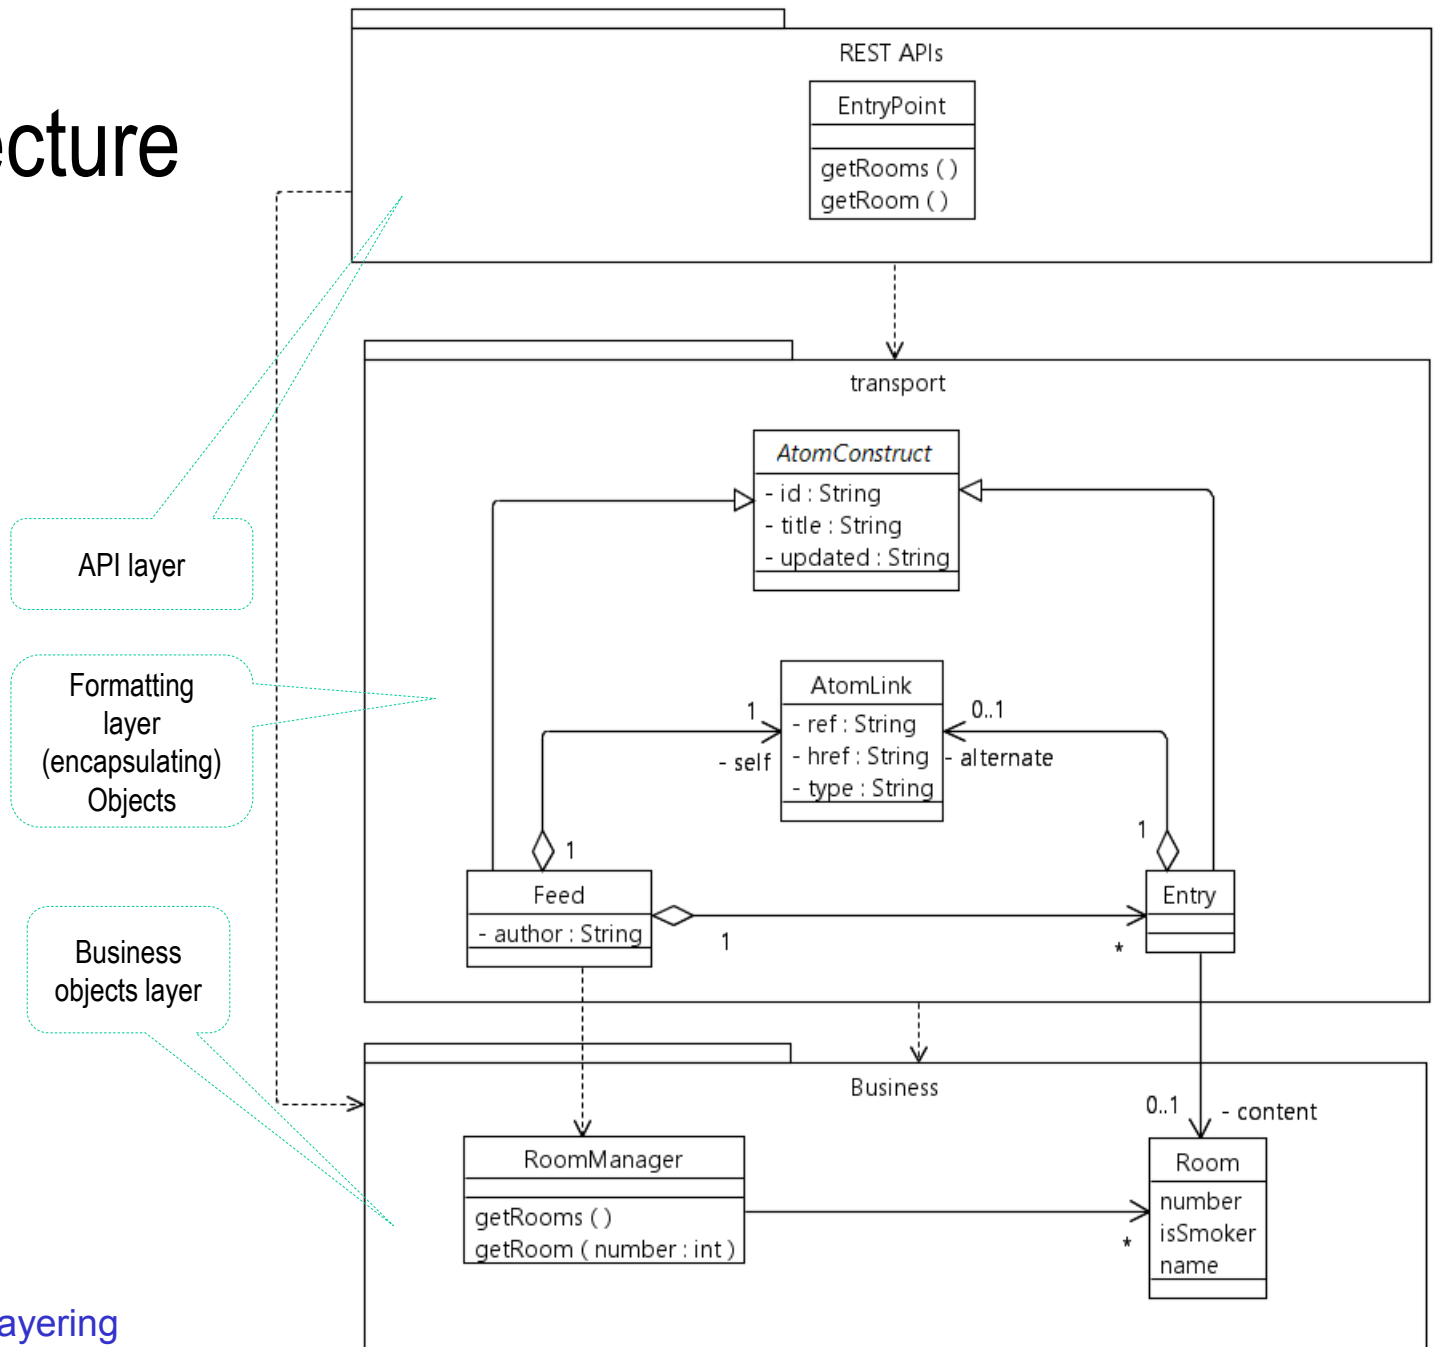 ecture
REST APIs
EntryPoint
getRooms ( )
getRoom ( )
transport
AtomConstruct
- id : String
- title : String
- updated : String
API layer
Formatting
layer
(encapsulating)
Objects
AtomLink
- ref : String
- href : String
- type : String
1
- self
0..1
- alternate
1
1
Feed
- author : String
1
*
Entry
Business
objects layer
Business
0..1
- content
RoomManager
getRooms ( )
getRoom ( number : int )
*
Room
number
isSmoker
name
ayering